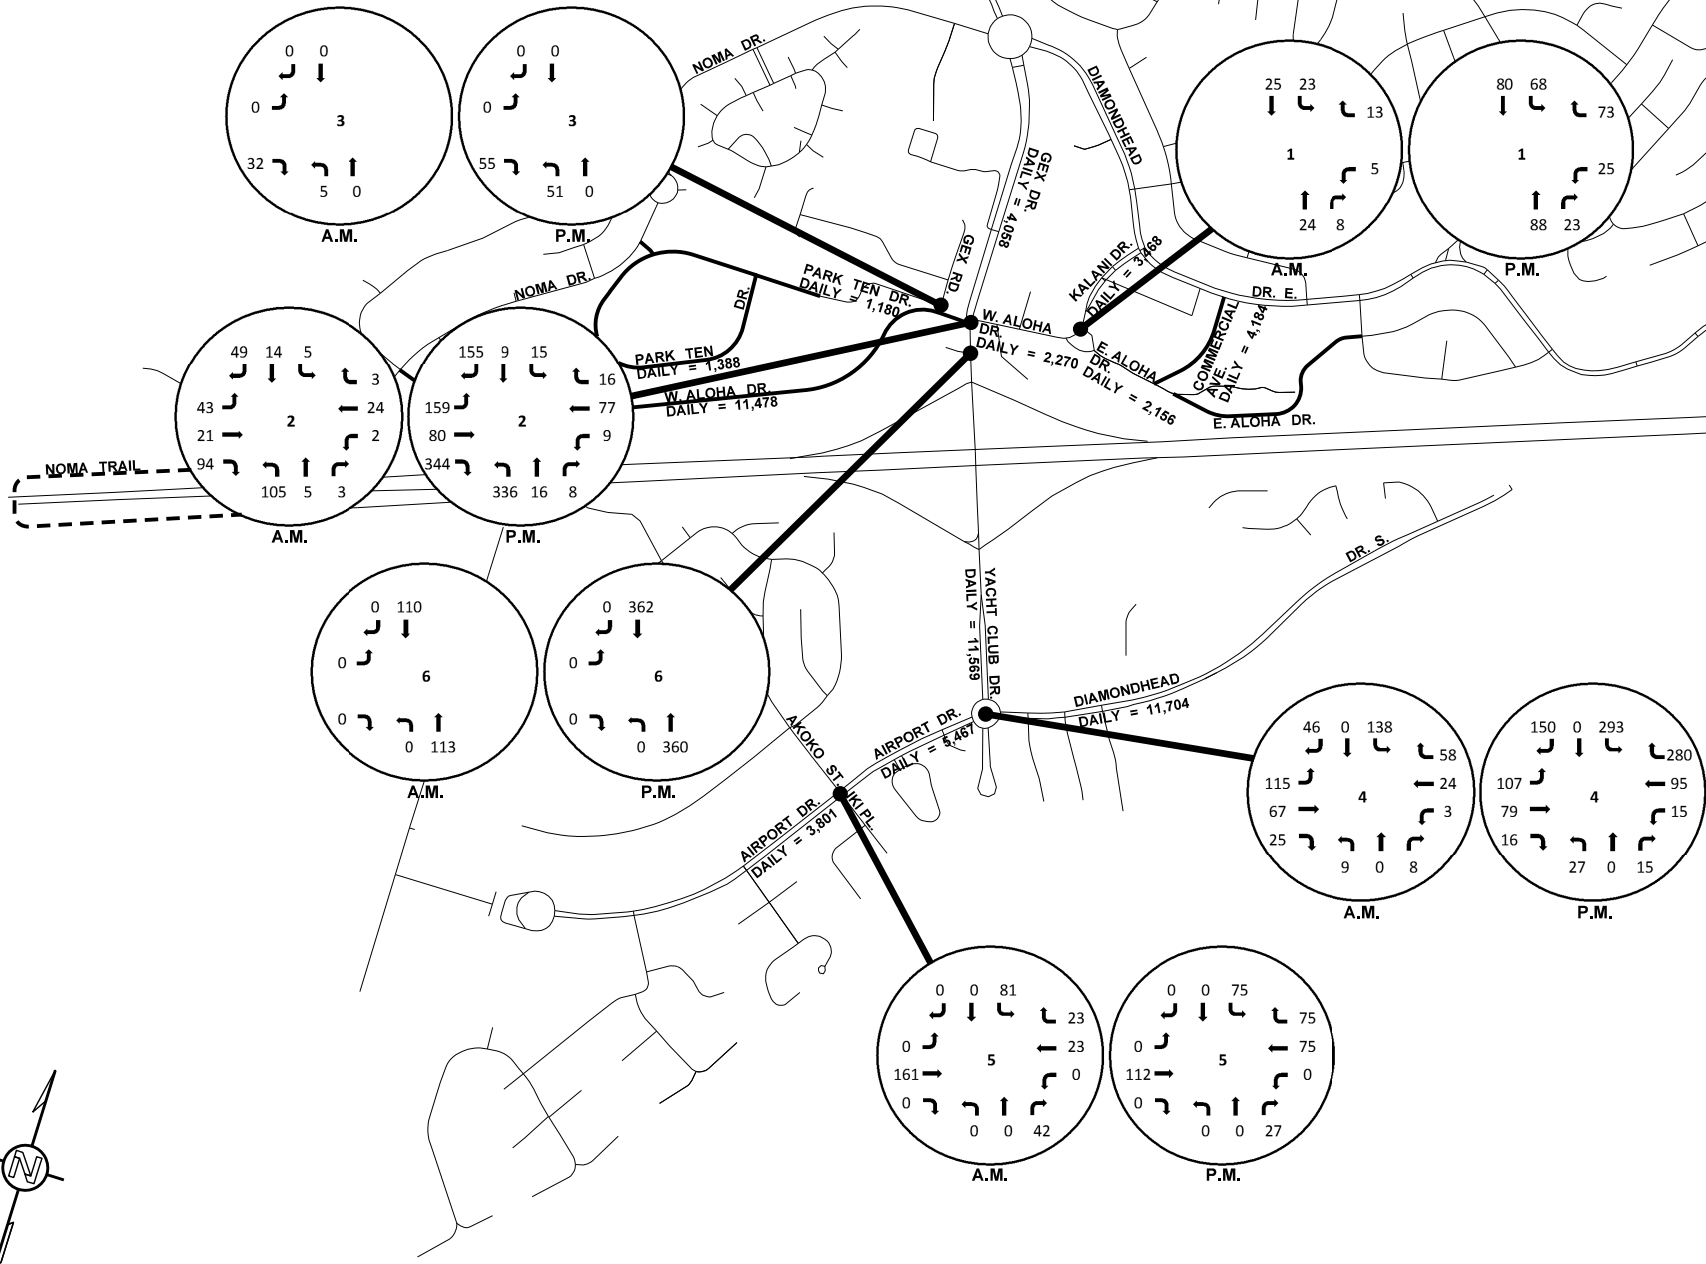 0 0
0
3
32
5 0
A.M.
0 0
0
3
55
51 0
P.M.
NOMA DR.
DIAMONDHEAD
GEX DR.
DAILY = 4,058
25 23
13
1
5
24 8
A.M.
80 68
73
1
25
88 23
P.M.
NOMA DR.
PARK TEN DR.
DAILY = 1,180
DR.
GEX RD.
KALANI DR.
DAILY = 3,468
DR. E.
W. ALOHA
DR.
DAILY = 2,270
E. ALOHA
DR.
DAILY = 2,156
COMMERCIAL
AVE.
DAILY = 4,184
E. ALOHA DR.
PARK TEN
DAILY = 1,388
W. ALOHA DR.
DAILY = 11,478
NOMA TRAIL
49 14 5
3
43
24
21
2
2
94
105 5 3
A.M.
155 9 15
16
159
77
80
2
9
344
336 16 8
P.M.
0 110
0
6
0
0 113
A.M.
0 362
0
6
0
0 360
P.M.
YACHT CLUB DR.
DAILY = 11,569
DR. S.
DIAMONDHEAD
DAILY = 11,704
AIRPORT DR.
DAILY = 5,467
AKOKO ST.
IKI PL.
AIRPORT DR.
DAILY = 3,801
46 0 138
58
115
24
67
4
3
25
9 0 8
A.M.
150 0 293
280
107
95
79
4
15
16
27 0 15
P.M.
0 0 81
23
0
23
161
5
0
0
0 0 42
A.M.
0 0 75
75
0
75
112
5
0
0
0 0 27
P.M.
N